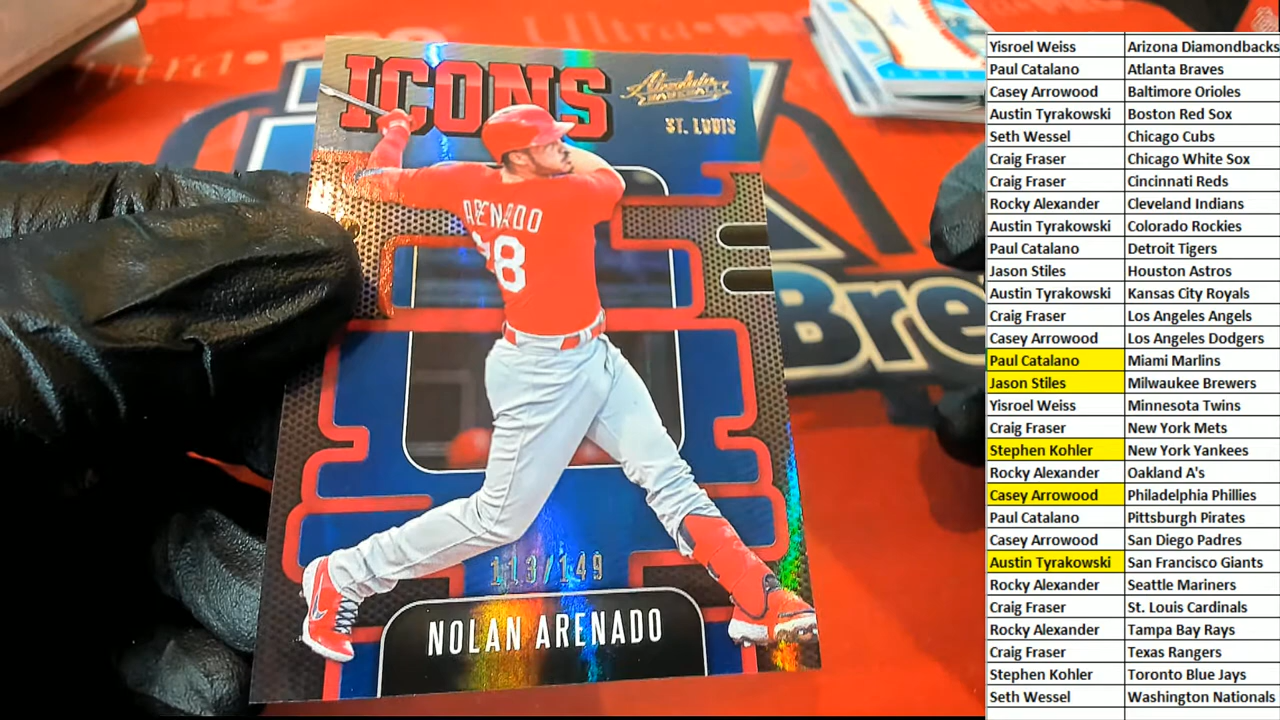 Ultra PRO
ICONS
Absolute
BASEBALL
ST. LOUIS
ARENADO
28
113/149
NOLAN ARENADO
Bre
Yisroel Weiss Arizona Diamondbacks
Paul Catalano Atlanta Braves
Casey Arrowood Baltimore Orioles
Austin Tyrakowski Boston Red Sox
Seth Wessel Chicago Cubs
Craig Fraser Chicago White Sox
Craig Fraser Cincinnati Reds
Rocky Alexander Cleveland Indians
Austin Tyrakowski Colorado Rockies
Paul Catalano Detroit Tigers
Jason Stiles Houston Astros
Austin Tyrakowski Kansas City Royals
Craig Fraser Los Angeles Angels
Casey Arrowood Los Angeles Dodgers
Paul Catalano Miami Marlins
Jason Stiles Milwaukee Brewers
Yisroel Weiss Minnesota Twins
Craig Fraser New York Mets
Stephen Kohler New York Yankees
Rocky Alexander Oakland A's
Casey Arrowood Philadelphia Phillies
Paul Catalano Pittsburgh Pirates
Casey Arrowood San Diego Padres
Austin Tyrakowski San Francisco Giants
Rocky Alexander Seattle Mariners
Craig Fraser St. Louis Cardinals
Rocky Alexander Tampa Bay Rays
Craig Fraser Texas Rangers
Stephen Kohler Toronto Blue Jays
Seth Wessel Washington Nationals